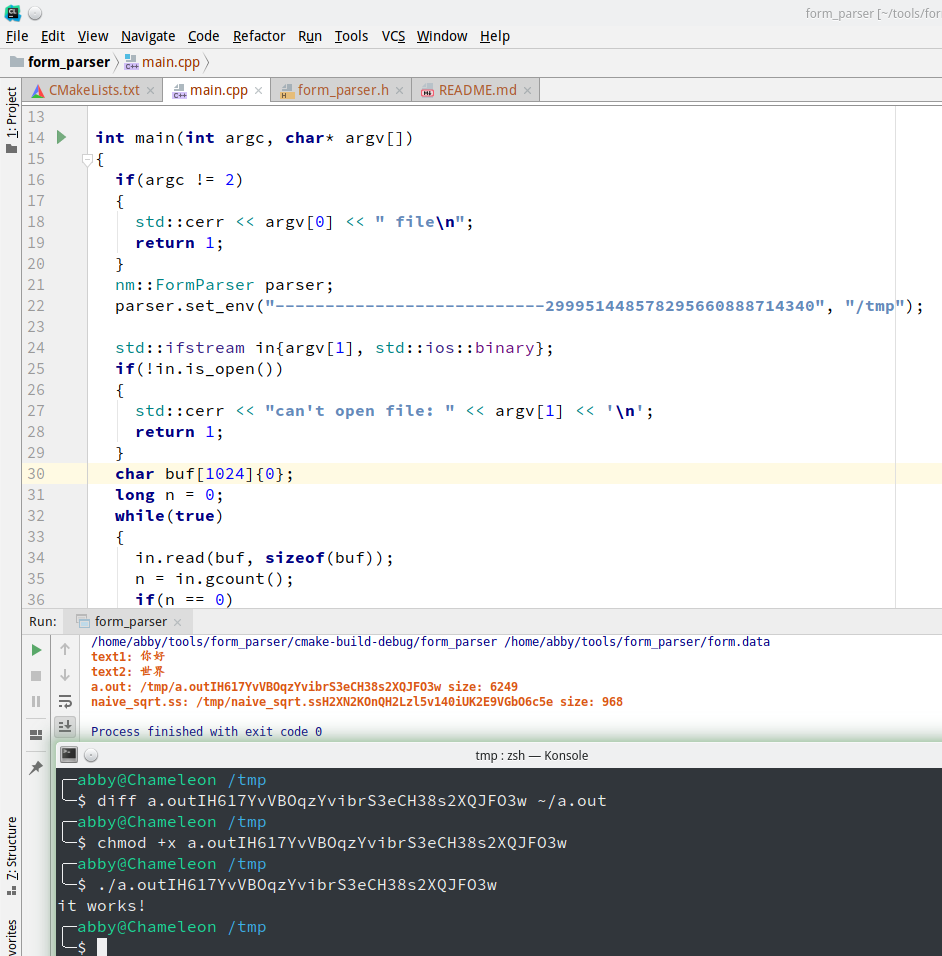 form_parser [~/tools/for
File Edit View Navigate Code Refactor Run Tools VCS Window Help
form_parser main.cpp
CMakeLists.txt main.cpp form_parser.h README.md
1: Project
13
14 int main(int argc, char* argv[])
15 {
16 if(argc != 2)
17 {
18 std::cerr << argv[0] << " file\n";
19 return 1;
20 }
21 nm::FormParser parser;
22 parser.set_env("---------------------------299951448578295660888714340", "/tmp");
23
24 std::ifstream in{argv[1], std::ios::binary};
25 if(!in.is_open())
26 {
27 std::cerr << "can't open file: " << argv[1] << '\n';
28 return 1;
29 }
30 char buf[1024]{0};
31 long n = 0;
32 while(true)
33 {
34 in.read(buf, sizeof(buf));
35 n = in.gcount();
36 if(n == 0)
Run: form_parser
/home/abby/tools/form_parser/cmake-build-debug/form_parser /home/abby/tools/form_parser/form.data
text1: 你好
text2: 世界
a.out: /tmp/a.outIH617YvVBOqzYvibrS3eCH38s2XQJFO3w size: 6249
naive_sqrt.ss: /tmp/naive_sqrt.ssH2XN2KOnQH2Lzl5v140iUK2E9VGbO6c5e size: 968
Process finished with exit code 0
tmp : zsh — Konsole
abby@Chameleon /tmp
$ diff a.outIH617YvVBOqzYvibrS3eCH38s2XQJFO3w ~/a.out
abby@Chameleon /tmp
$ chmod +x a.outIH617YvVBOqzYvibrS3eCH38s2XQJFO3w
abby@Chameleon /tmp
$ ./a.outIH617YvVBOqzYvibrS3eCH38s2XQJFO3w
it works!
abby@Chameleon /tmp
$
Z: Structure
vorites